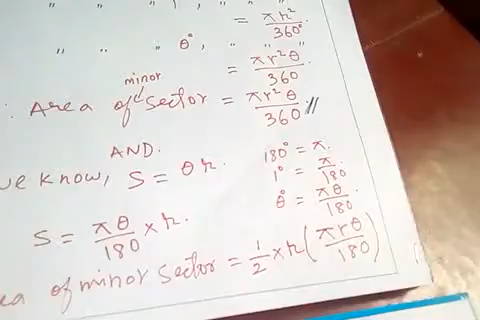 " " " , " " = πr²/360°.
" " " θ°, " " " = πr²θ/360.
∴ Area of minor sector = πr²θ/360 //
AND.
we know, S = θr.
180° = π.
1° = π/180.
θ° = πθ/180.
S = πθ/180 × r.
of minor sector = 1/2 × r (πrθ/180)